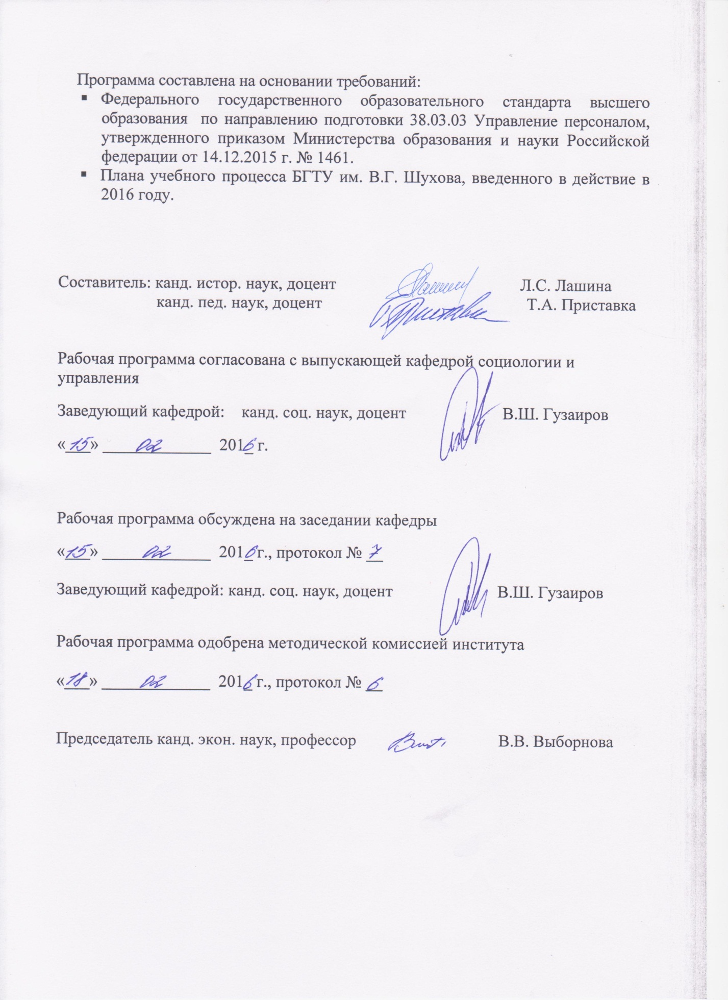 Программа составлена на основании требований:
▪ Федерального государственного образовательного стандарта высшего
образования по направлению подготовки 38.03.03 Управление персоналом,
утвержденного приказом Министерства образования и науки Российской
федерации от 14.12.2015 г. № 1461.
▪ Плана учебного процесса БГТУ им. В.Г. Шухова, введенного в действие в
2016 году.
Составитель: канд. истор. наук, доцент Л.С. Лашина
канд. пед. наук, доцент Т.А. Приставка
Рабочая программа согласована с выпускающей кафедрой социологии и
управления
Заведующий кафедрой: канд. соц. наук, доцент В.Ш. Гузаиров
«15» 02 2016 г.
Рабочая программа обсуждена на заседании кафедры
«15» 02 2016 г., протокол № 7
Заведующий кафедрой: канд. соц. наук, доцент В.Ш. Гузаиров
Рабочая программа одобрена методической комиссией института
«18» 02 2016 г., протокол № 6
Председатель канд. экон. наук, профессор В.В. Выборнова